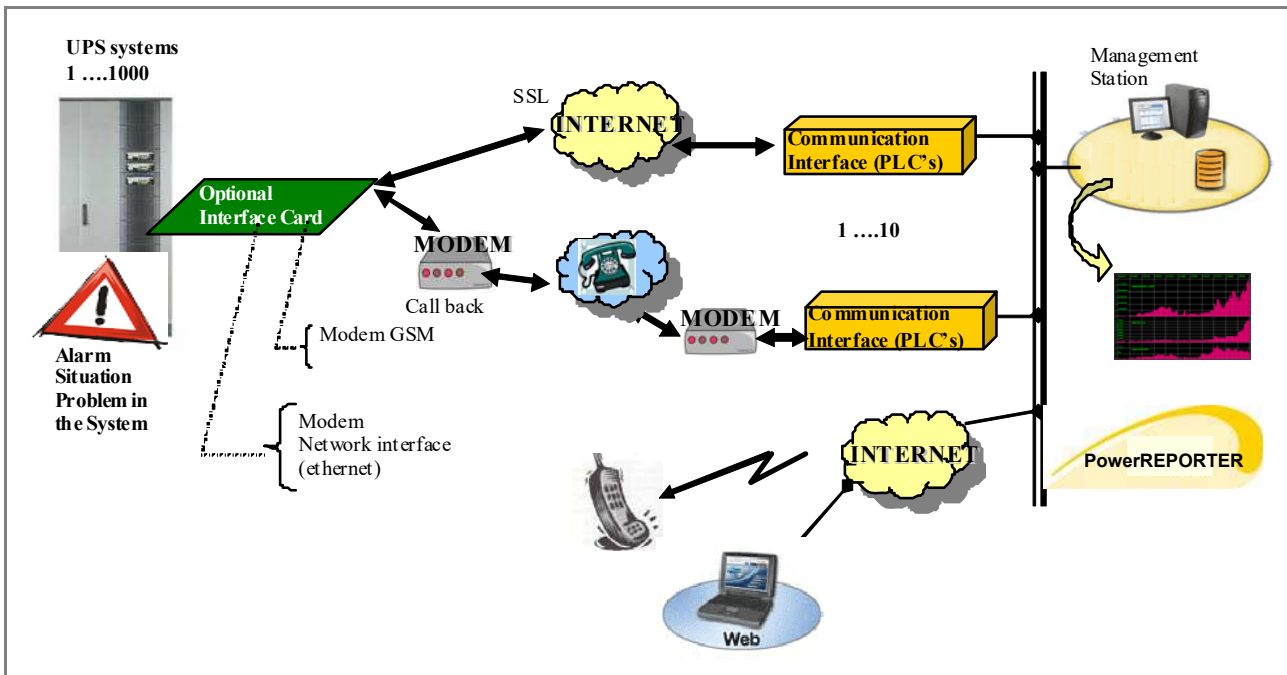 UPS systems
1 ….1000
Optional
Interface Card
Alarm
Situation
Problem in
the System
SSL
INTERNET
Communication
Interface (PLC's)
Management
Station
1 ….10
MODEM
Call back
MODEM
Communication
Interface (PLC's)
Modem GSM
Modem
Network interface
(ethernet)
INTERNET
PowerREPORTER
Web